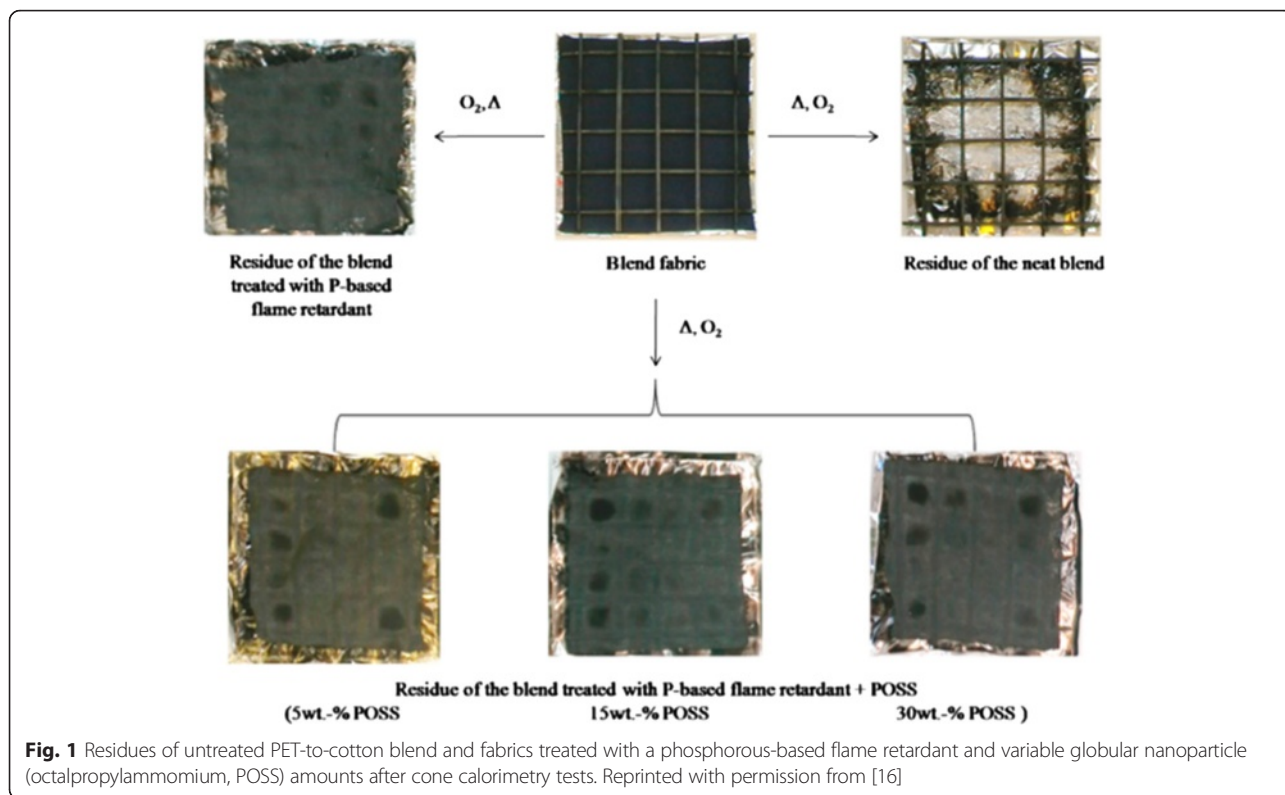 O₂, Λ
Λ, O₂
Residue of the blend
treated with P-based
flame retardant
Blend fabric
Residue of the neat blend
Λ, O₂
Residue of the blend treated with P-based flame retardant + POSS
(5wt.-% POSS 15wt.-% POSS 30wt.-% POSS )
Fig. 1 Residues of untreated PET-to-cotton blend and fabrics treated with a phosphorous-based flame retardant and variable globular nanoparticle
(octalpropylammomium, POSS) amounts after cone calorimetry tests. Reprinted with permission from [16]